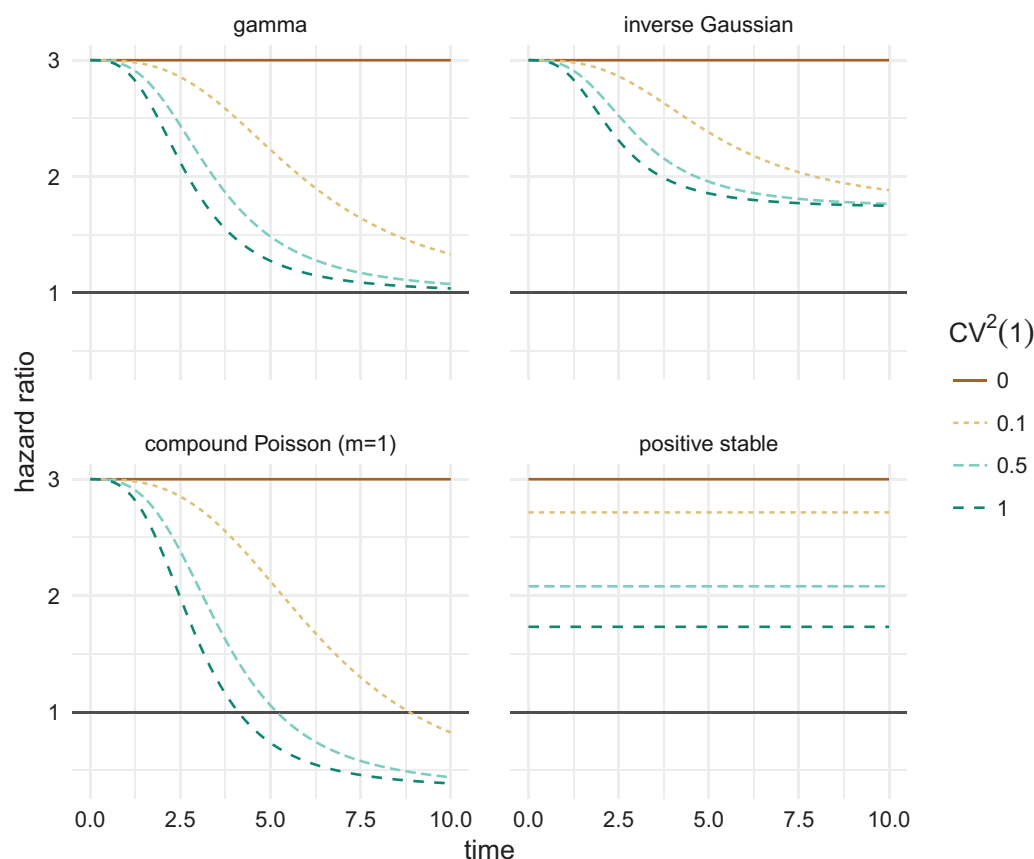 gamma
inverse Gaussian
3
2
1
compound Poisson (m=1)
positive stable
3
2
1
0.0 2.5 5.0 7.5 10.0
0.0 2.5 5.0 7.5 10.0
time
hazard ratio
CV²(1)
0
0.1
0.5
1